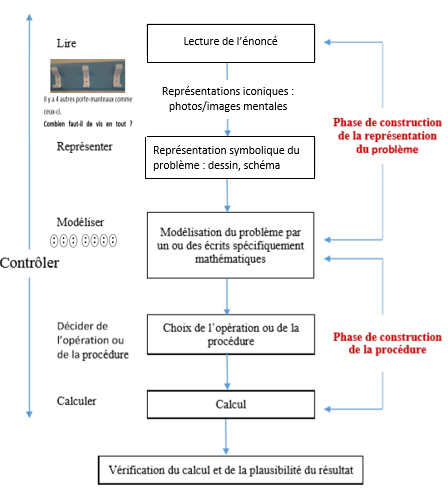 Lire
Lecture de l'énoncé
Il y a 4 autres porte-manteaux comme
ceux-ci.
Combien faut-il de vis en tout ?
Représentations iconiques :
photos/images mentales
Phase de construction
de la représentation
du problème
Représenter
Représentation symbolique du
problème : dessin, schéma
Modéliser
Modélisation du problème par
un ou des écrits spécifiquement
mathématiques
Contrôler
Décider de
l'opération ou
de la procédure
Choix de l'opération ou de la
procédure
Phase de construction
de la procédure
Calculer
Calcul
Vérification du calcul et de la plausibilité du résultat